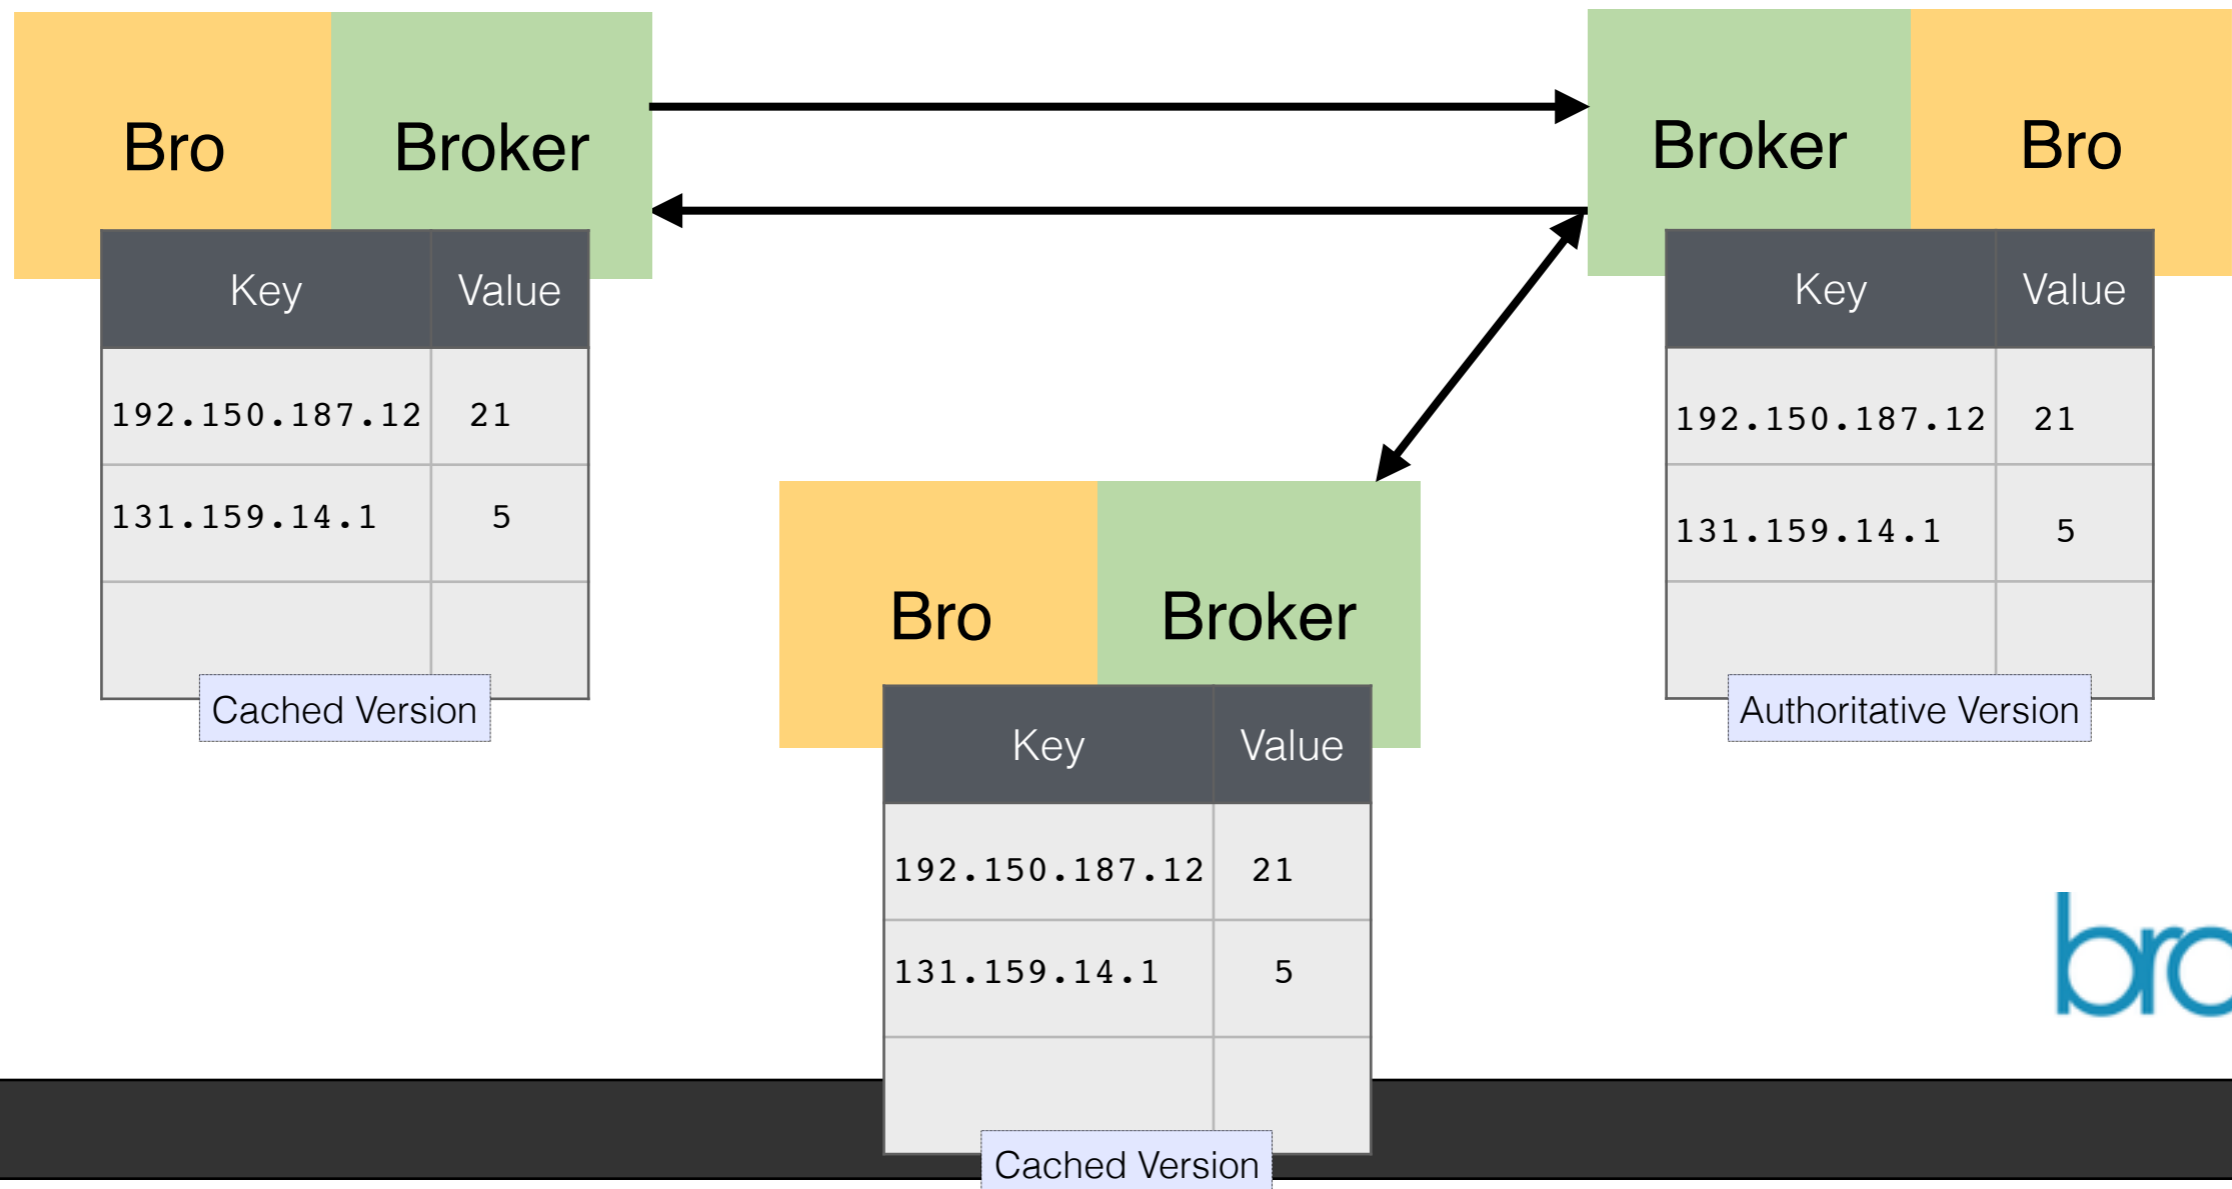 Bro Broker
Key Value
192.150.187.12 21
131.159.14.1 5
Cached Version
Broker Bro
Key Value
192.150.187.12 21
131.159.14.1 5
Authoritative Version
Bro Broker
Key Value
192.150.187.12 21
131.159.14.1 5
Cached Version
bro